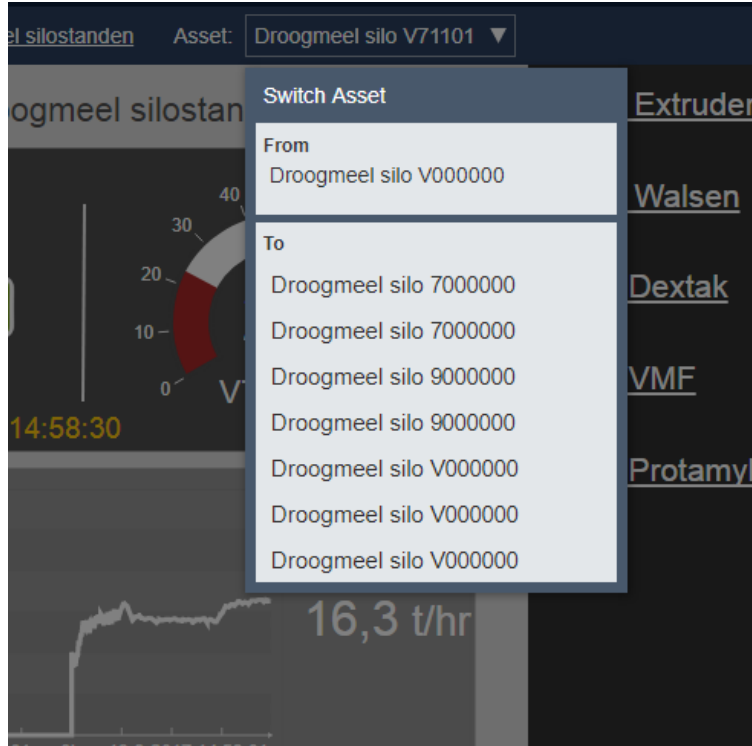 el silostanden Asset: Droogmeel silo V71101 ▼
Switch Asset
oogmeel silostan
From
Droogmeel silo V000000
To
Droogmeel silo 7000000
Droogmeel silo 7000000
Droogmeel silo 9000000
Droogmeel silo 9000000
Droogmeel silo V000000
Droogmeel silo V000000
Droogmeel silo V000000
Extruder
Walsen
Dextak
VMF
Protamyl
40
30
20
10
0
14:58:30
16,3 t/hr